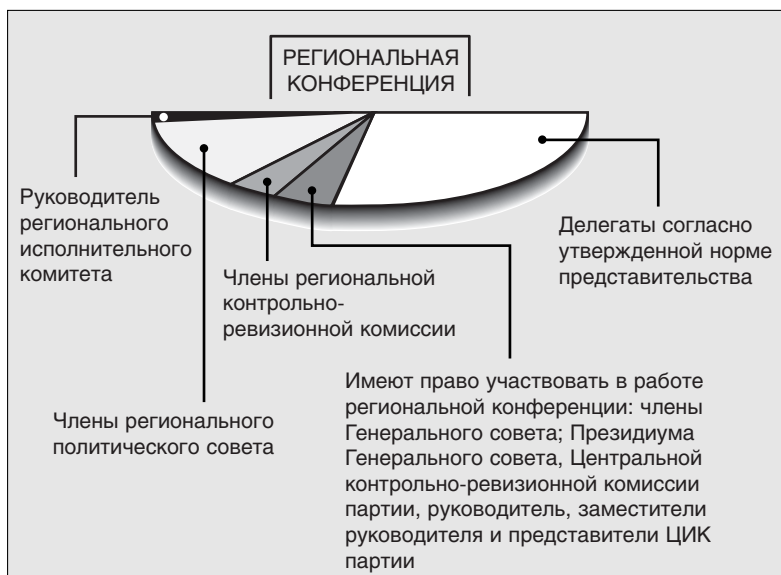 РЕГИОНАЛЬНАЯ
КОНФЕРЕНЦИЯ
Руководитель
регионального
исполнительного
комитета
Члены региональной
контрольно-
ревизионной комиссии
Делегаты согласно
утвержденной норме
представительства
Члены регионального
политического совета
Имеют право участвовать в работе
региональной конференции: члены
Генерального совета; Президиума
Генерального совета, Центральной
контрольно-ревизионной комиссии
партии, руководитель, заместители
руководителя и представители ЦИК
партии